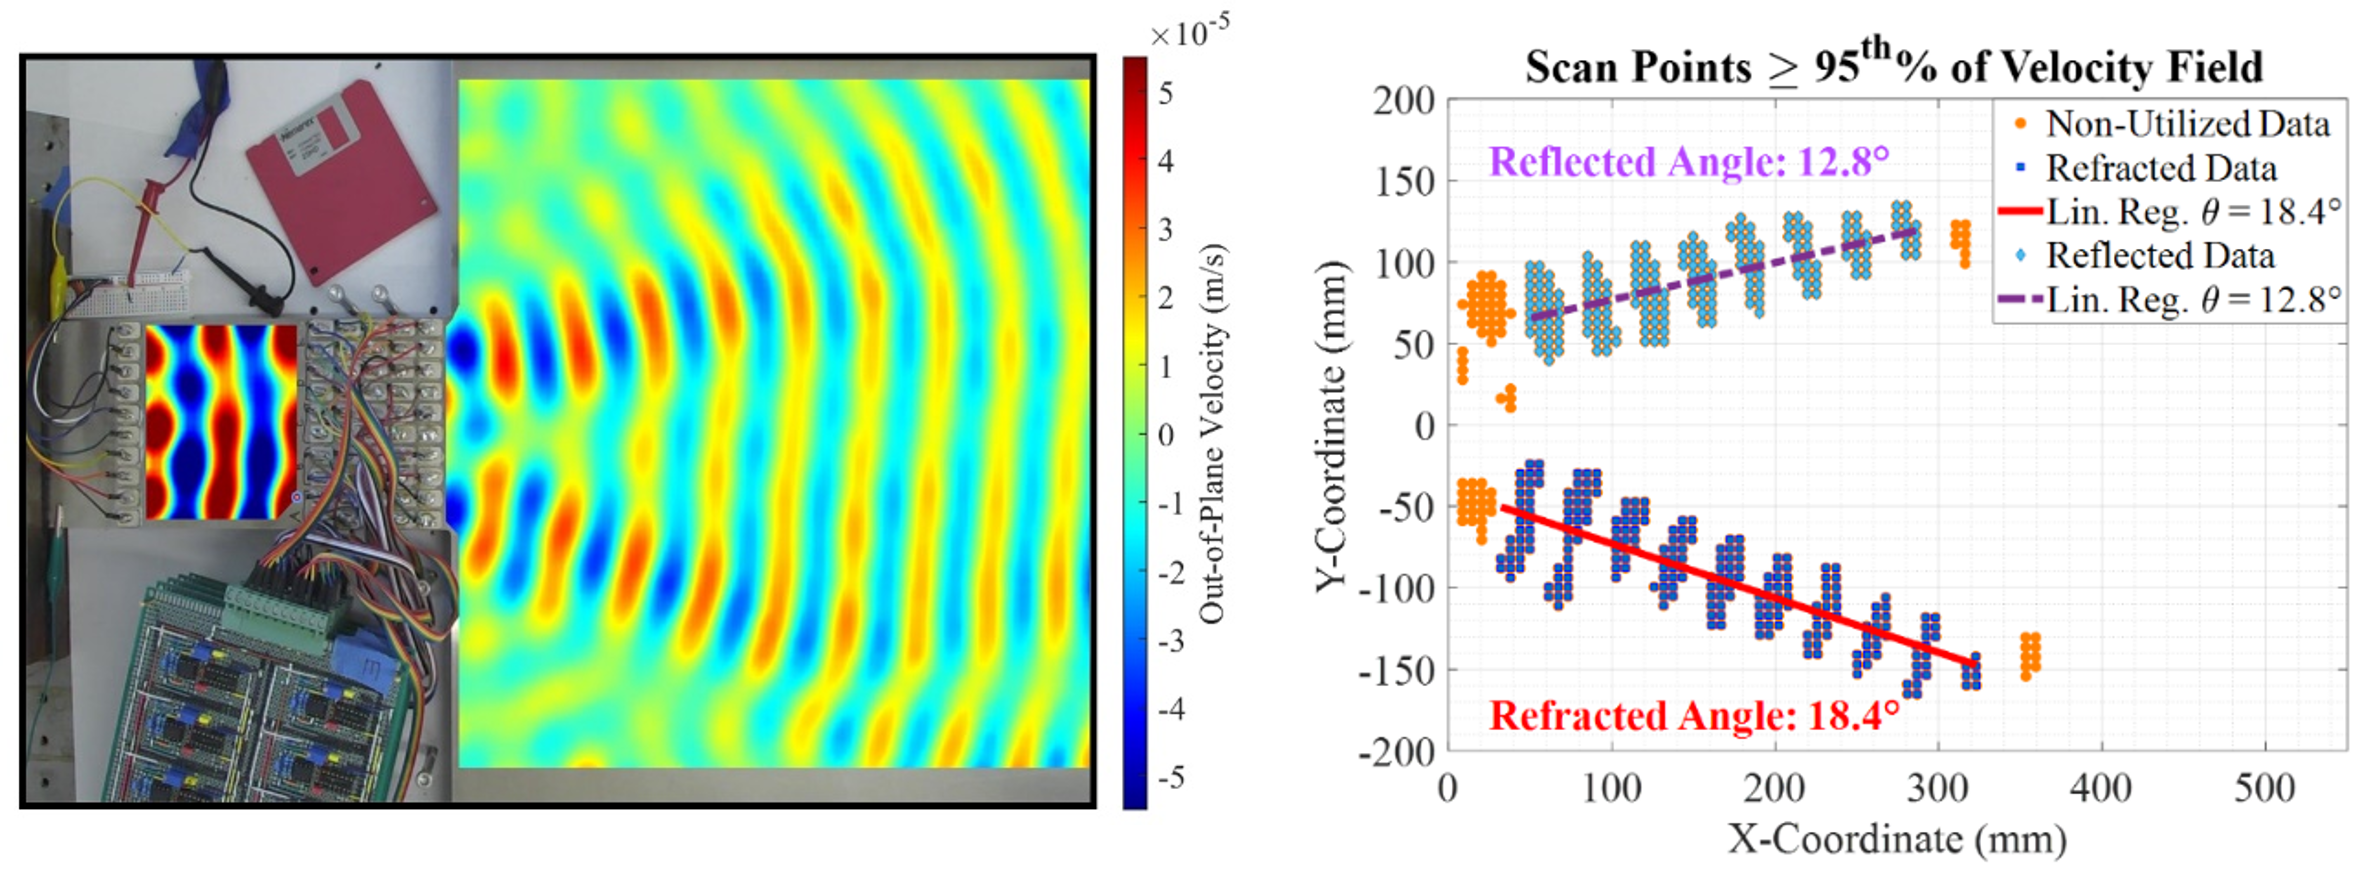 ×10-5
5
4
3
2
1
0
-1
-2
-3
-4
-5
Out-of-Plane Velocity (m/s)
Memorex
Scan Points ≥ 95th% of Velocity Field
200
150
100
50
0
-50
-100
-150
-200
Y-Coordinate (mm)
Reflected Angle: 12.8°
Non-Utilized Data
Refracted Data
Lin. Reg. θ = 18.4°
Reflected Data
Lin. Reg. θ = 12.8°
Refracted Angle: 18.4°
0 100 200 300 400 500
X-Coordinate (mm)